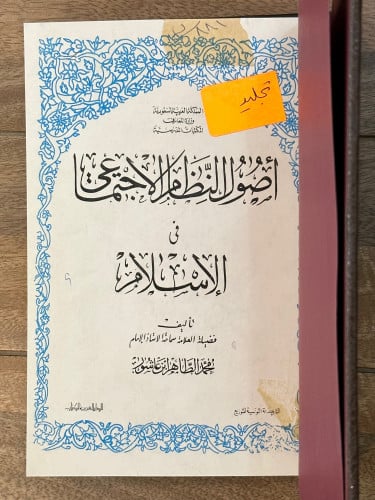 المملكة العربية السعودية
وزارة المعارف
المكتبات المدرسية
تجليد
أصول النظام الاجتماعي
في
الإسلام
تأليف
فضيلة العلامة سماحة الأستاذ الإمام
محمد الطاهر ابن عاشور
الشركة التونسية للتوزيع